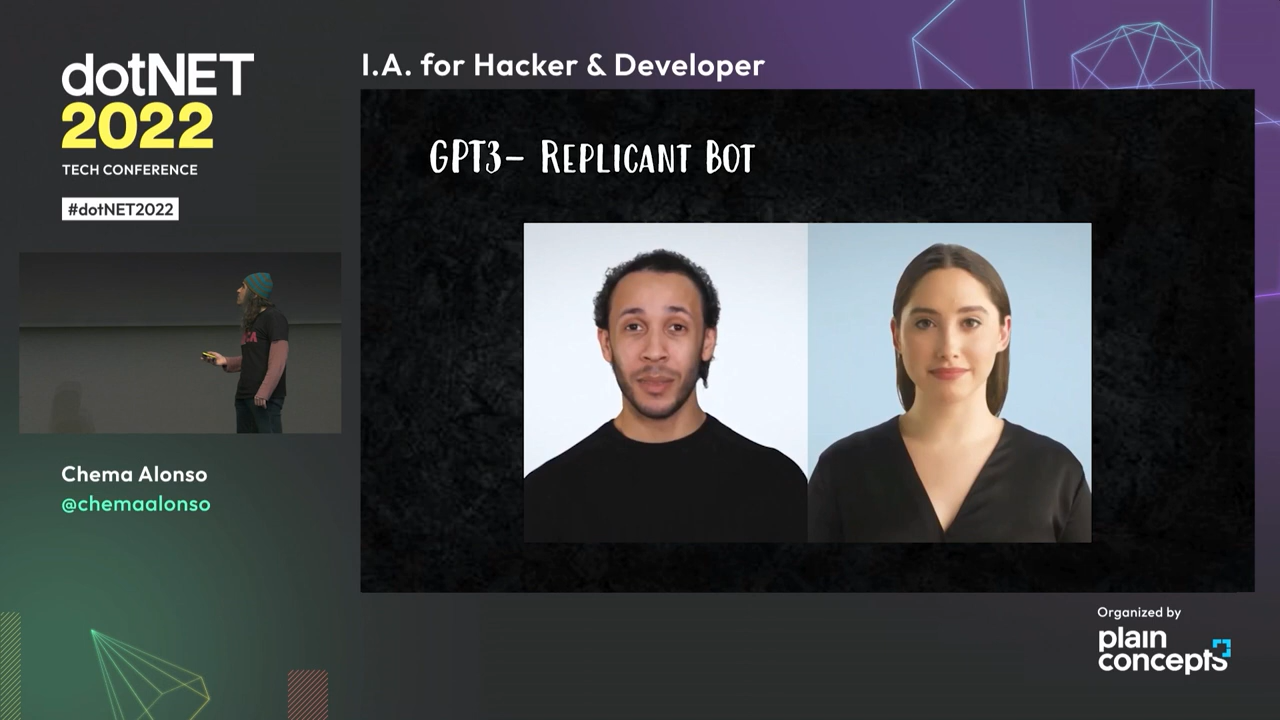 dotNET
2022
TECH CONFERENCE
#dotNET2022
Chema Alonso
@chemaalonso
I.A. for Hacker & Developer
GPT3- REPLICANT BOT
Organized by
plain
concepts